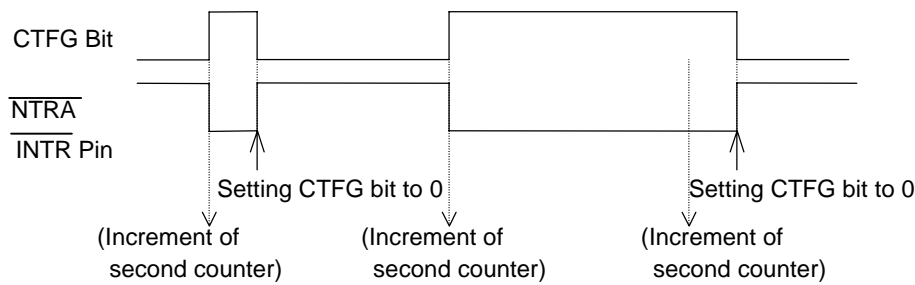 CTFG Bit
NTRA
INTR Pin
Setting CTFG bit to 0
Setting CTFG bit to 0
(Increment of
second counter)
(Increment of
second counter)
(Increment of
second counter)